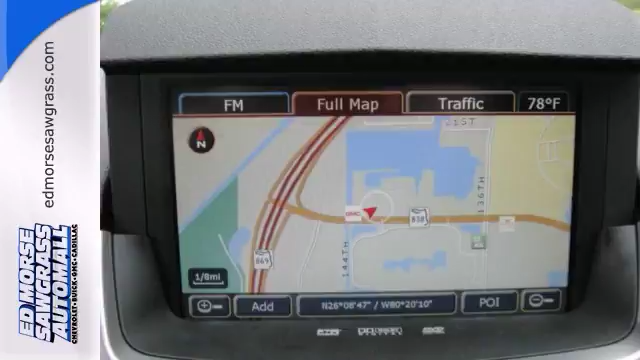 edmorsesawgrass.com
ED MORSE
SAWGRASS
AUTOMALL
CHEVROLET•BUICK•GMC•CADILLAC
FM
Full Map
Traffic
78°F
21ST
N
136TH
GMC
838
144TH
869
1/8mi
Add
N26°08'47" / W80°20'10"
POI